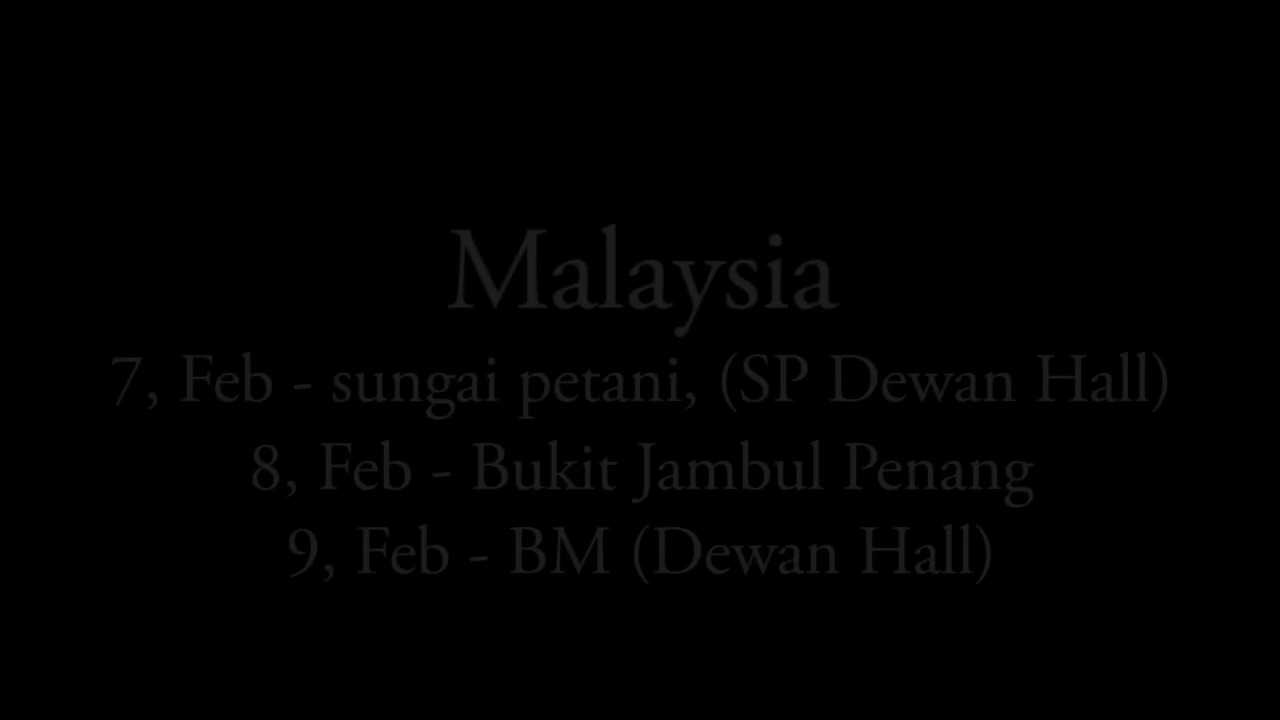 Malaysia
7, Feb - sungai petani, (SP Dewan Hall)
8, Feb - Bukit Jambul Penang
9, Feb - BM (Dewan Hall)